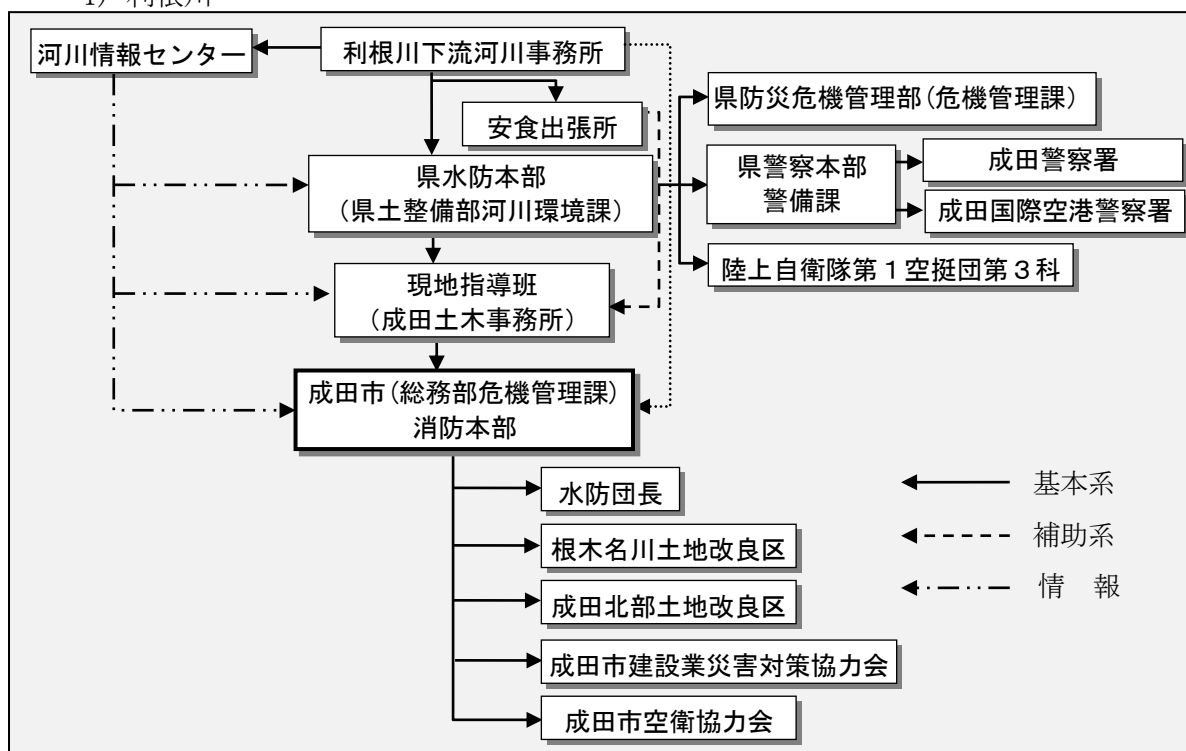 河川情報センター
利根川下流河川事務所
安食出張所
県防災危機管理部(危機管理課)
県水防本部
(県土整備部河川環境課)
県警察本部
警備課
成田警察署
成田国際空港警察署
現地指導班
(成田土木事務所)
陸上自衛隊第１空挺団第３科
成田市(総務部危機管理課)
消防本部
水防団長
根木名川土地改良区
成田北部土地改良区
成田市建設業災害対策協力会
成田市空衛協力会
基本系
補助系
情　報